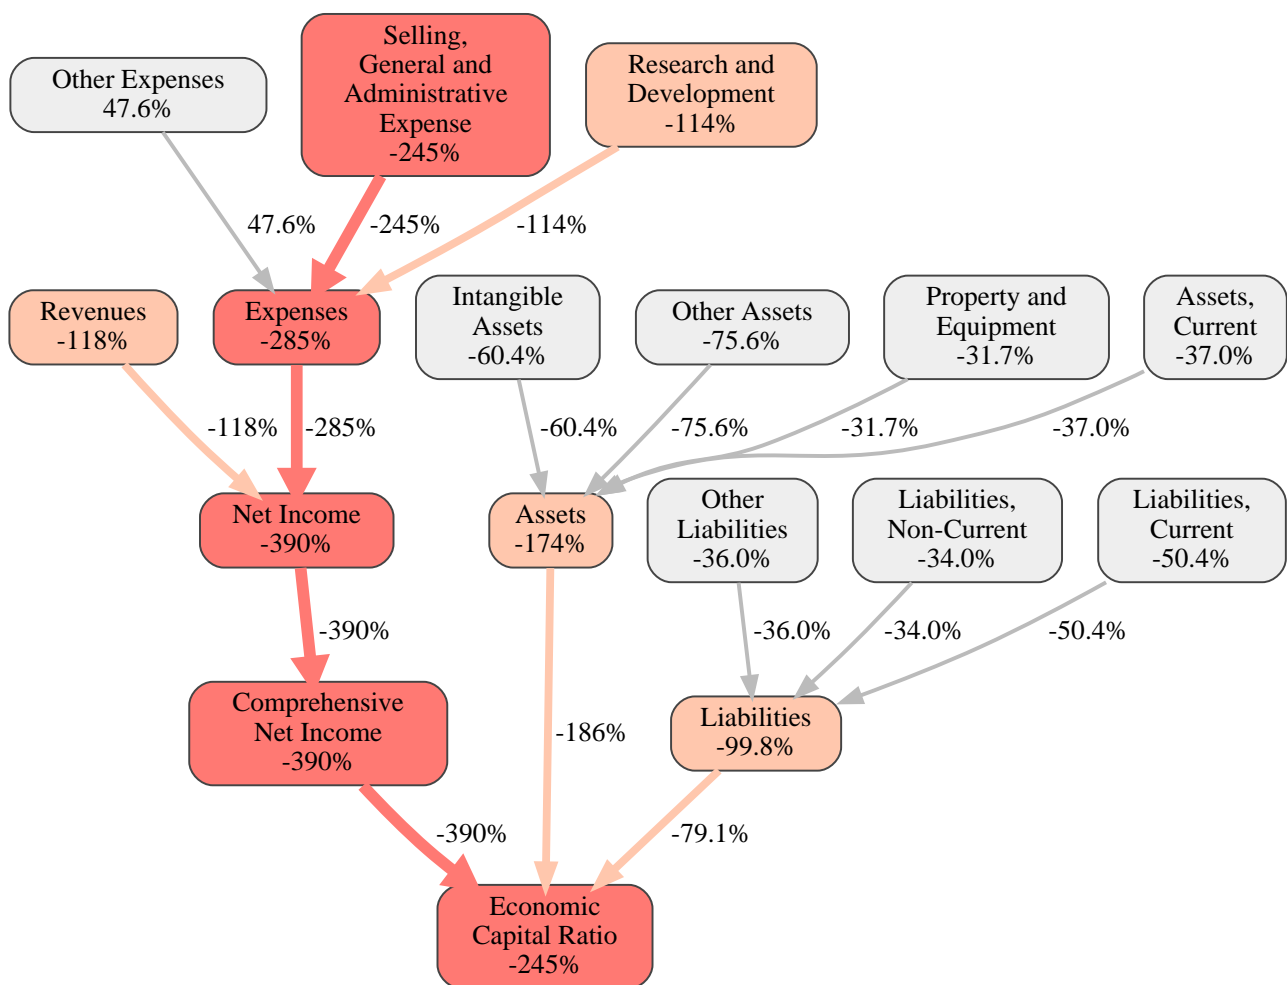 Other Expenses
47.6%
Selling,
General and
Administrative
Expense
-245%
Research and
Development
-114%
47.6%
-245%
-114%
Revenues
-118%
Expenses
-285%
Intangible
Assets
-60.4%
Other Assets
-75.6%
Property and
Equipment
-31.7%
Assets,
Current
-37.0%
-118%
-285%
-60.4%
-75.6%
-31.7%
-37.0%
Net Income
-390%
Assets
-174%
Other
Liabilities
-36.0%
Liabilities,
Non-Current
-34.0%
Liabilities,
Current
-50.4%
-390%
-36.0%
-34.0%
-50.4%
Comprehensive
Net Income
-390%
-186%
Liabilities
-99.8%
-390%
-79.1%
Economic
Capital Ratio
-245%